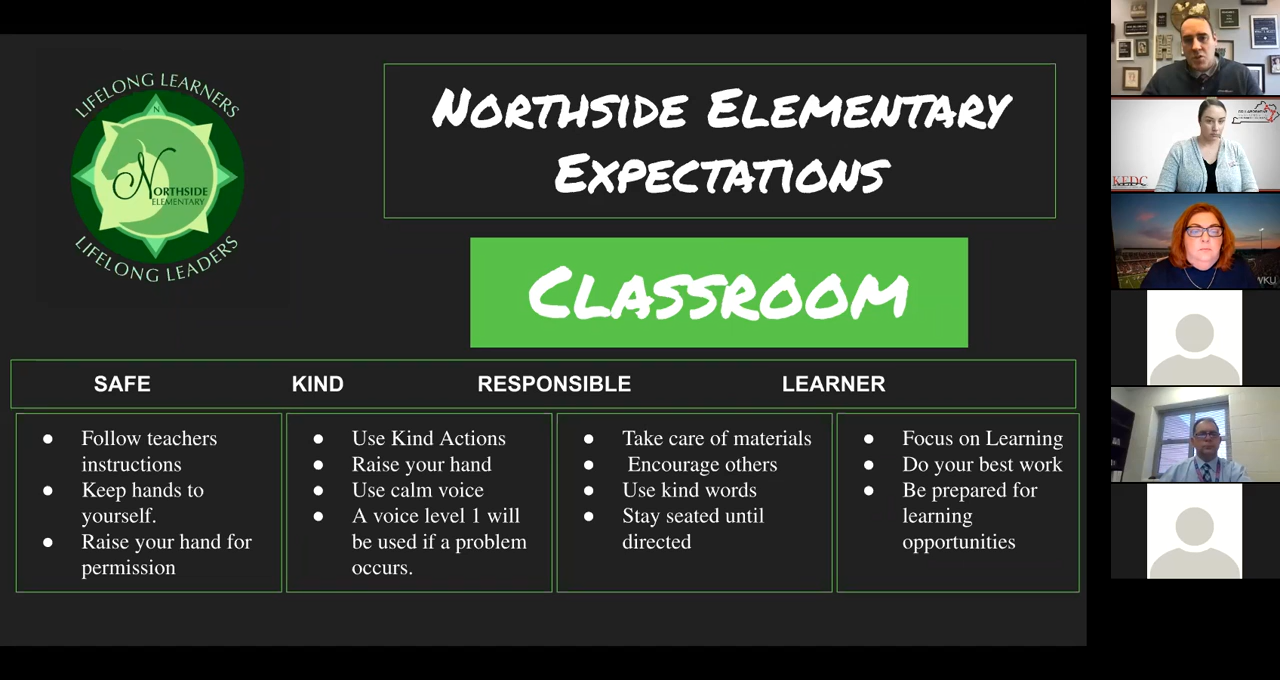 LIFELONG LEARNERS
N
NORTHSIDE
ELEMENTARY
LIFELONG LEADERS
NORTHSIDE ELEMENTARY
EXPECTATIONS
CLASSROOM
SAFE KIND RESPONSIBLE LEARNER
Follow teachers
instructions
Keep hands to
yourself.
Raise your hand for
permission
Use Kind Actions
Raise your hand
Use calm voice
A voice level 1 will
be used if a problem
occurs.
Take care of materials
Encourage others
Use kind words
Stay seated until
directed
Focus on Learning
Do your best work
Be prepared for
learning
opportunities
KEDC
WKU